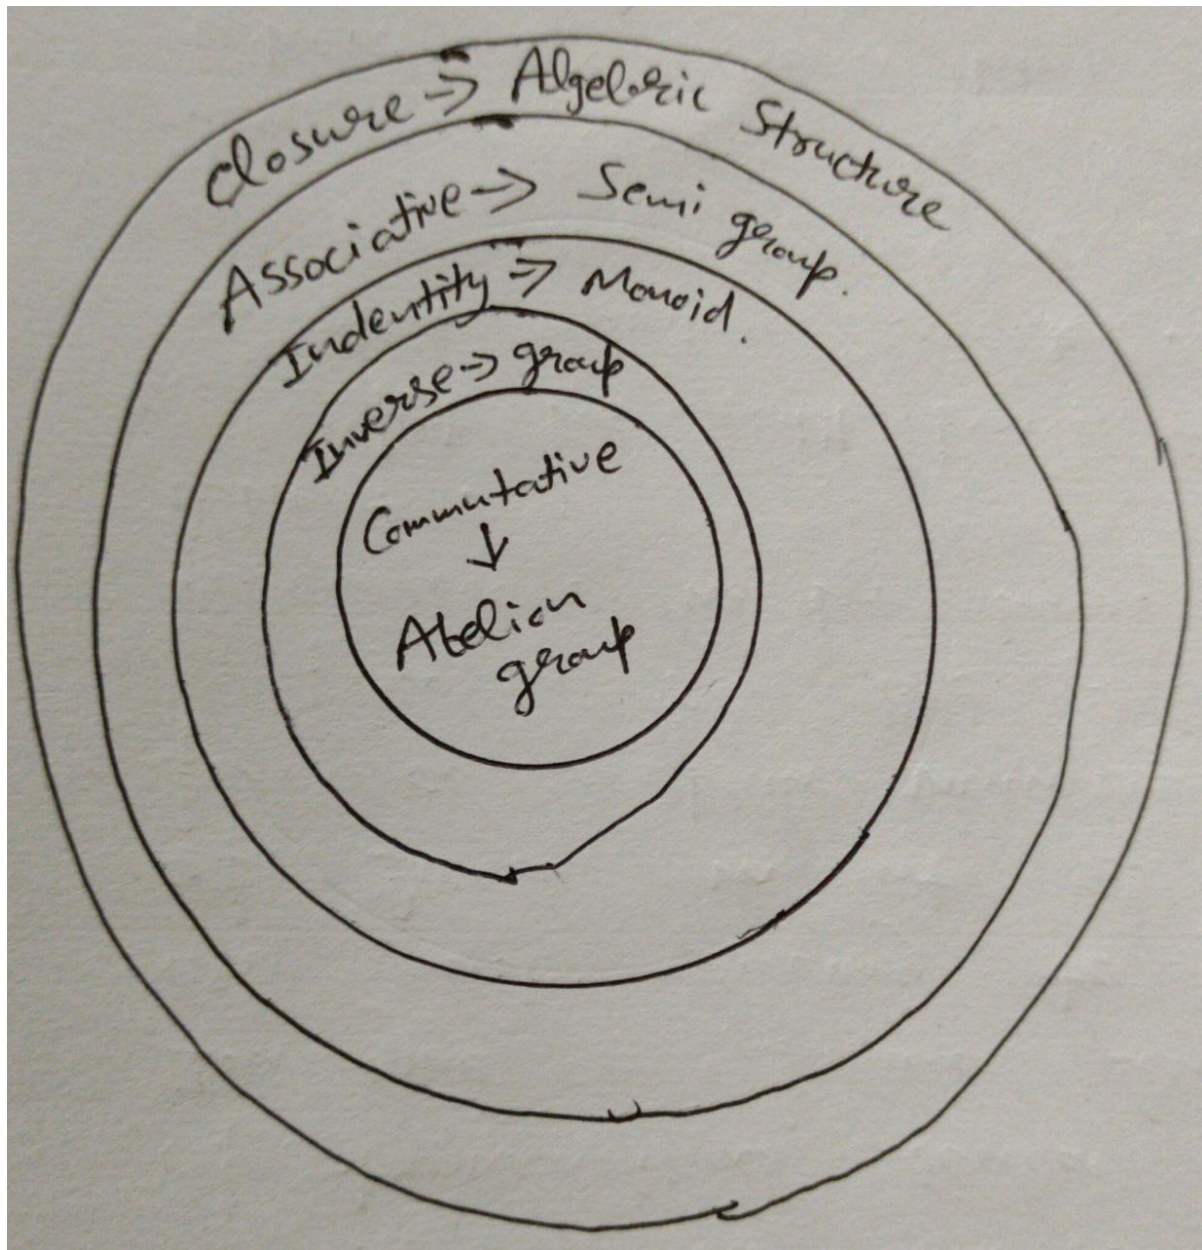 Closure -> Algebric Structure
Associative -> Semi group.
Indentity -> Monoid.
Inverse -> group
Commutative
↓
Abelian
group